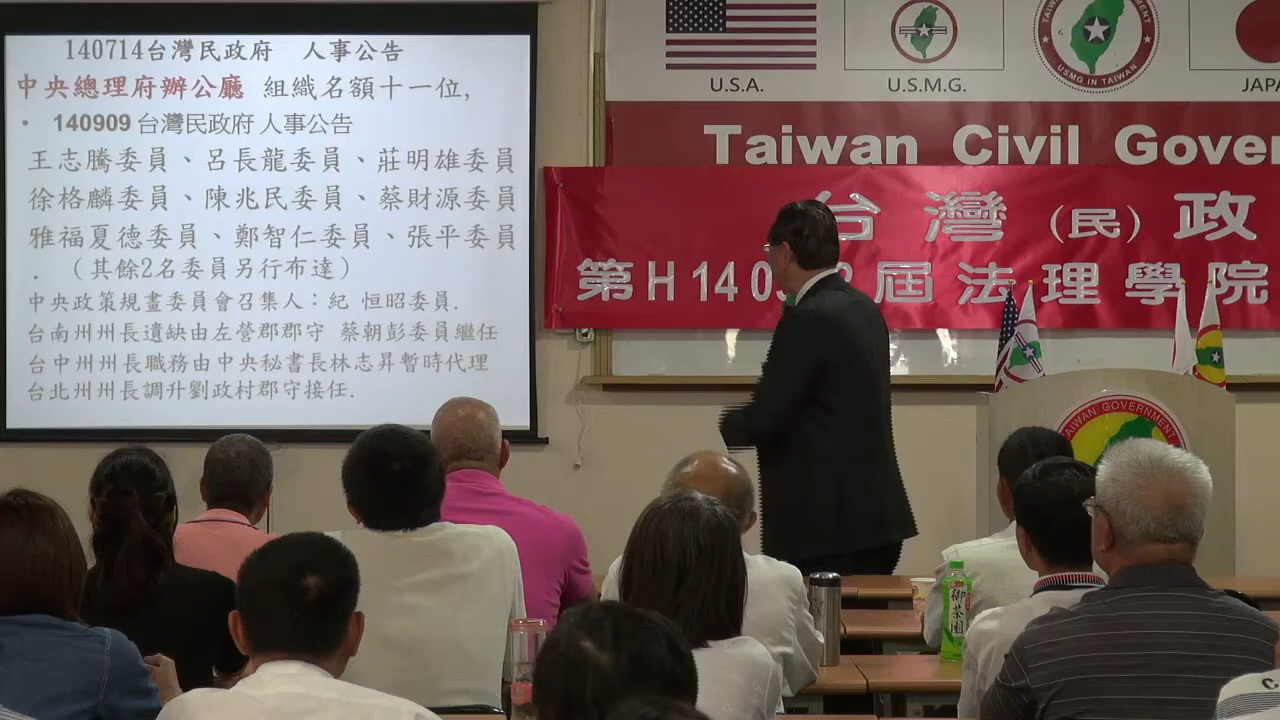 140714台灣民政府　人事公告
中央總理府辦公廳 組織名額十一位,
• 140909 台灣民政府 人事公告
王志騰委員、呂長龍委員、莊明雄委員
徐格麟委員、陳兆民委員、蔡財源委員
雅福夏德委員、鄭智仁委員、張平委員
.（其餘2名委員另行布達）
中央政策規畫委員會召集人：紀 恒昭委員.
台南州州長遺缺由左營郡郡守 蔡朝彭委員繼任
台中州州長職務由中央秘書長林志昇暫時代理
台北州州長調升劉政村郡守接任.
U.S.A.
U.S.M.G.
USMG IN TAIWAN
JAPA
Taiwan Civil Gover
台灣(民)政
第H1403 屆法理學院
TAIWAN GOVERNMENT
御茶園